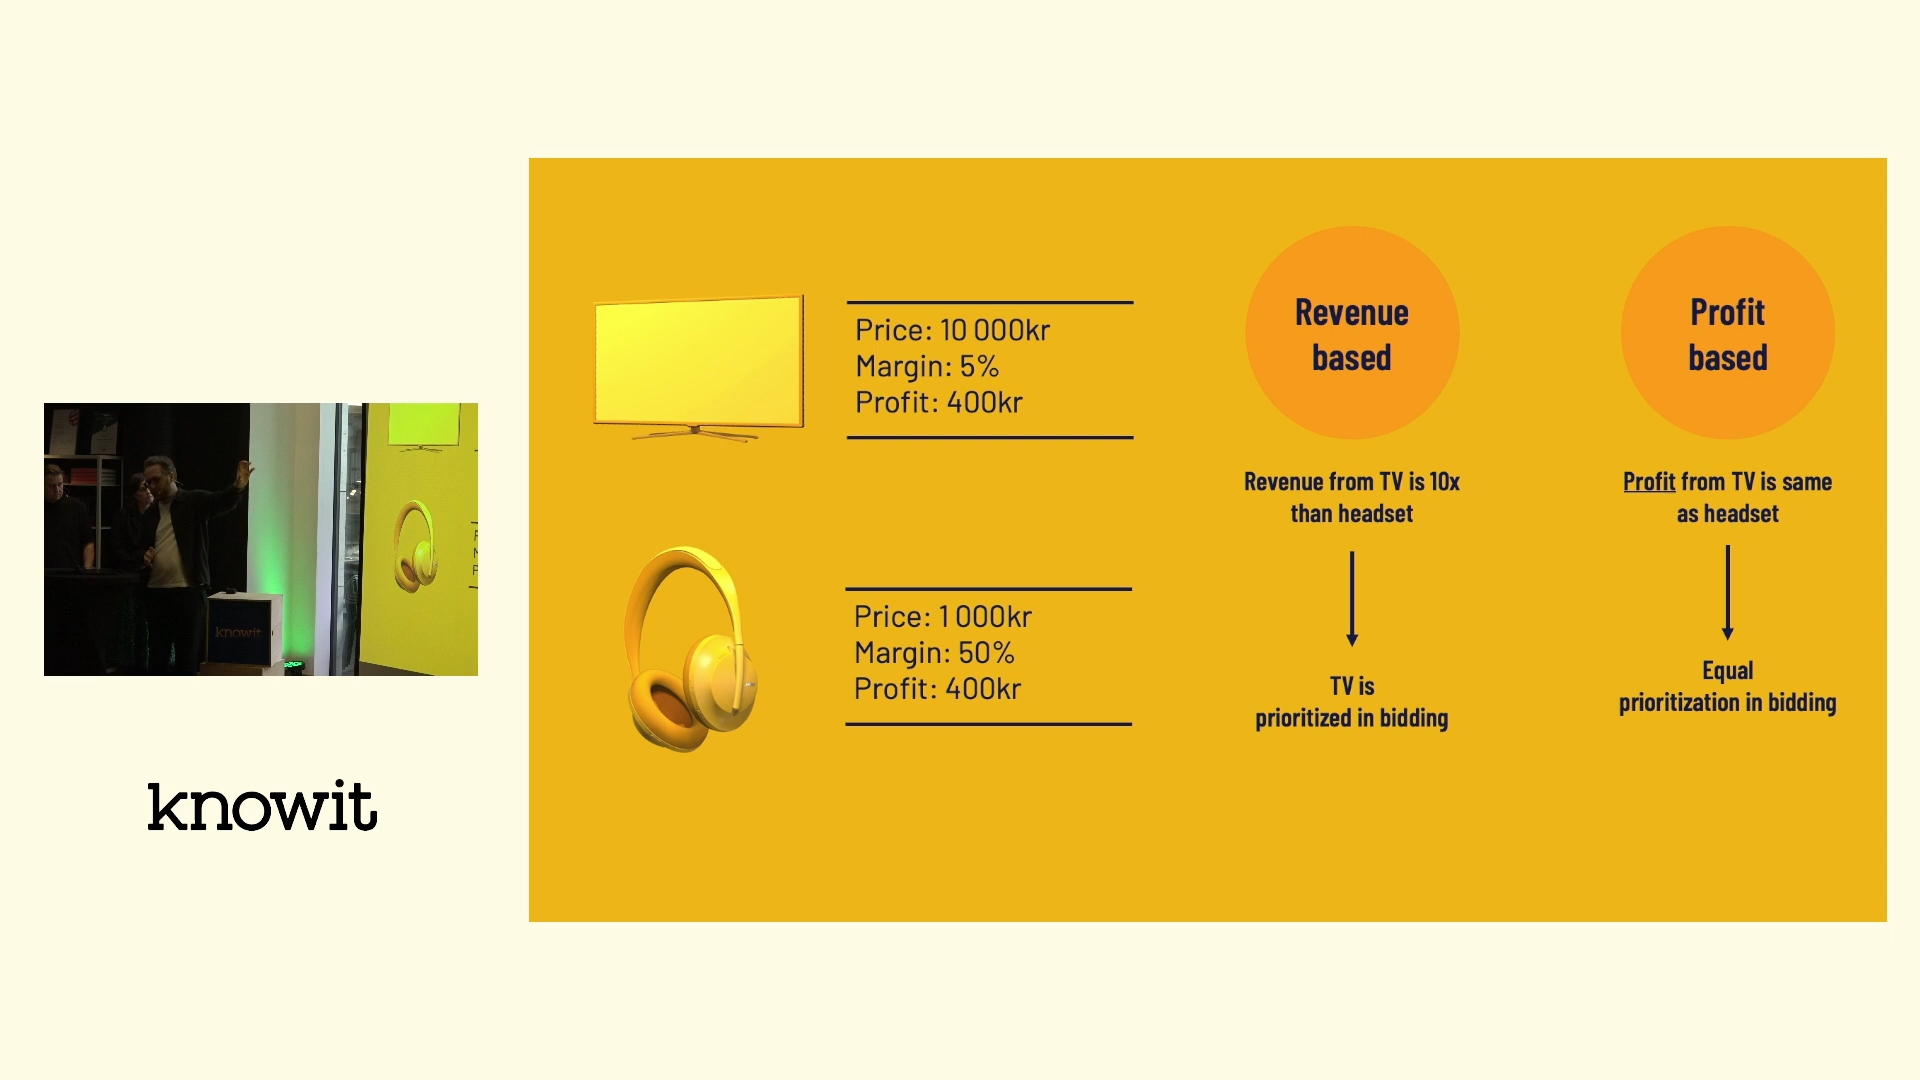 Price: 10 000kr
Margin: 5%
Profit: 400kr
Price: 1 000kr
Margin: 50%
Profit: 400kr
Revenue
based
Revenue from TV is 10x
than headset
TV is
prioritized in bidding
Profit
based
Profit from TV is same
as headset
Equal
prioritization in bidding
knowit
knowit